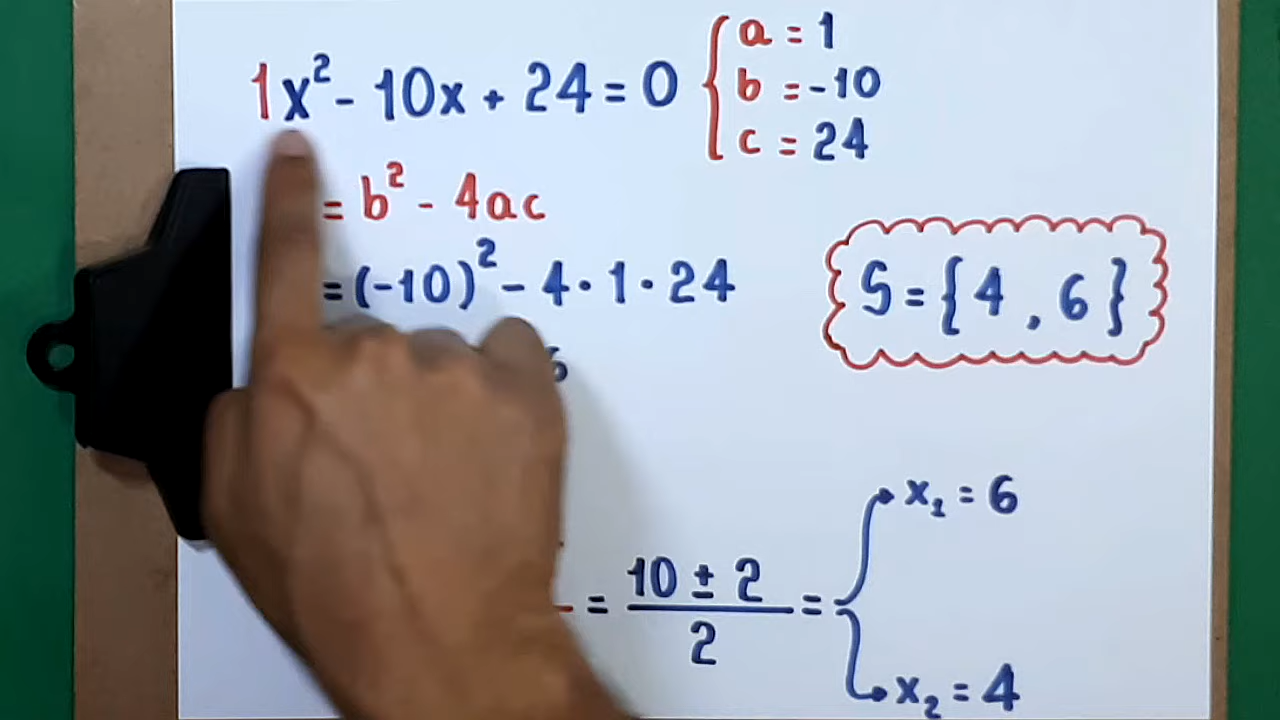 1x² - 10x + 24 = 0
a = 1
b = -10
c = 24
= b² - 4ac
= (-10)² - 4 · 1 · 24
S = {4, 6}
= 10 ± 2 / 2 =
x₁ = 6
x₂ = 4